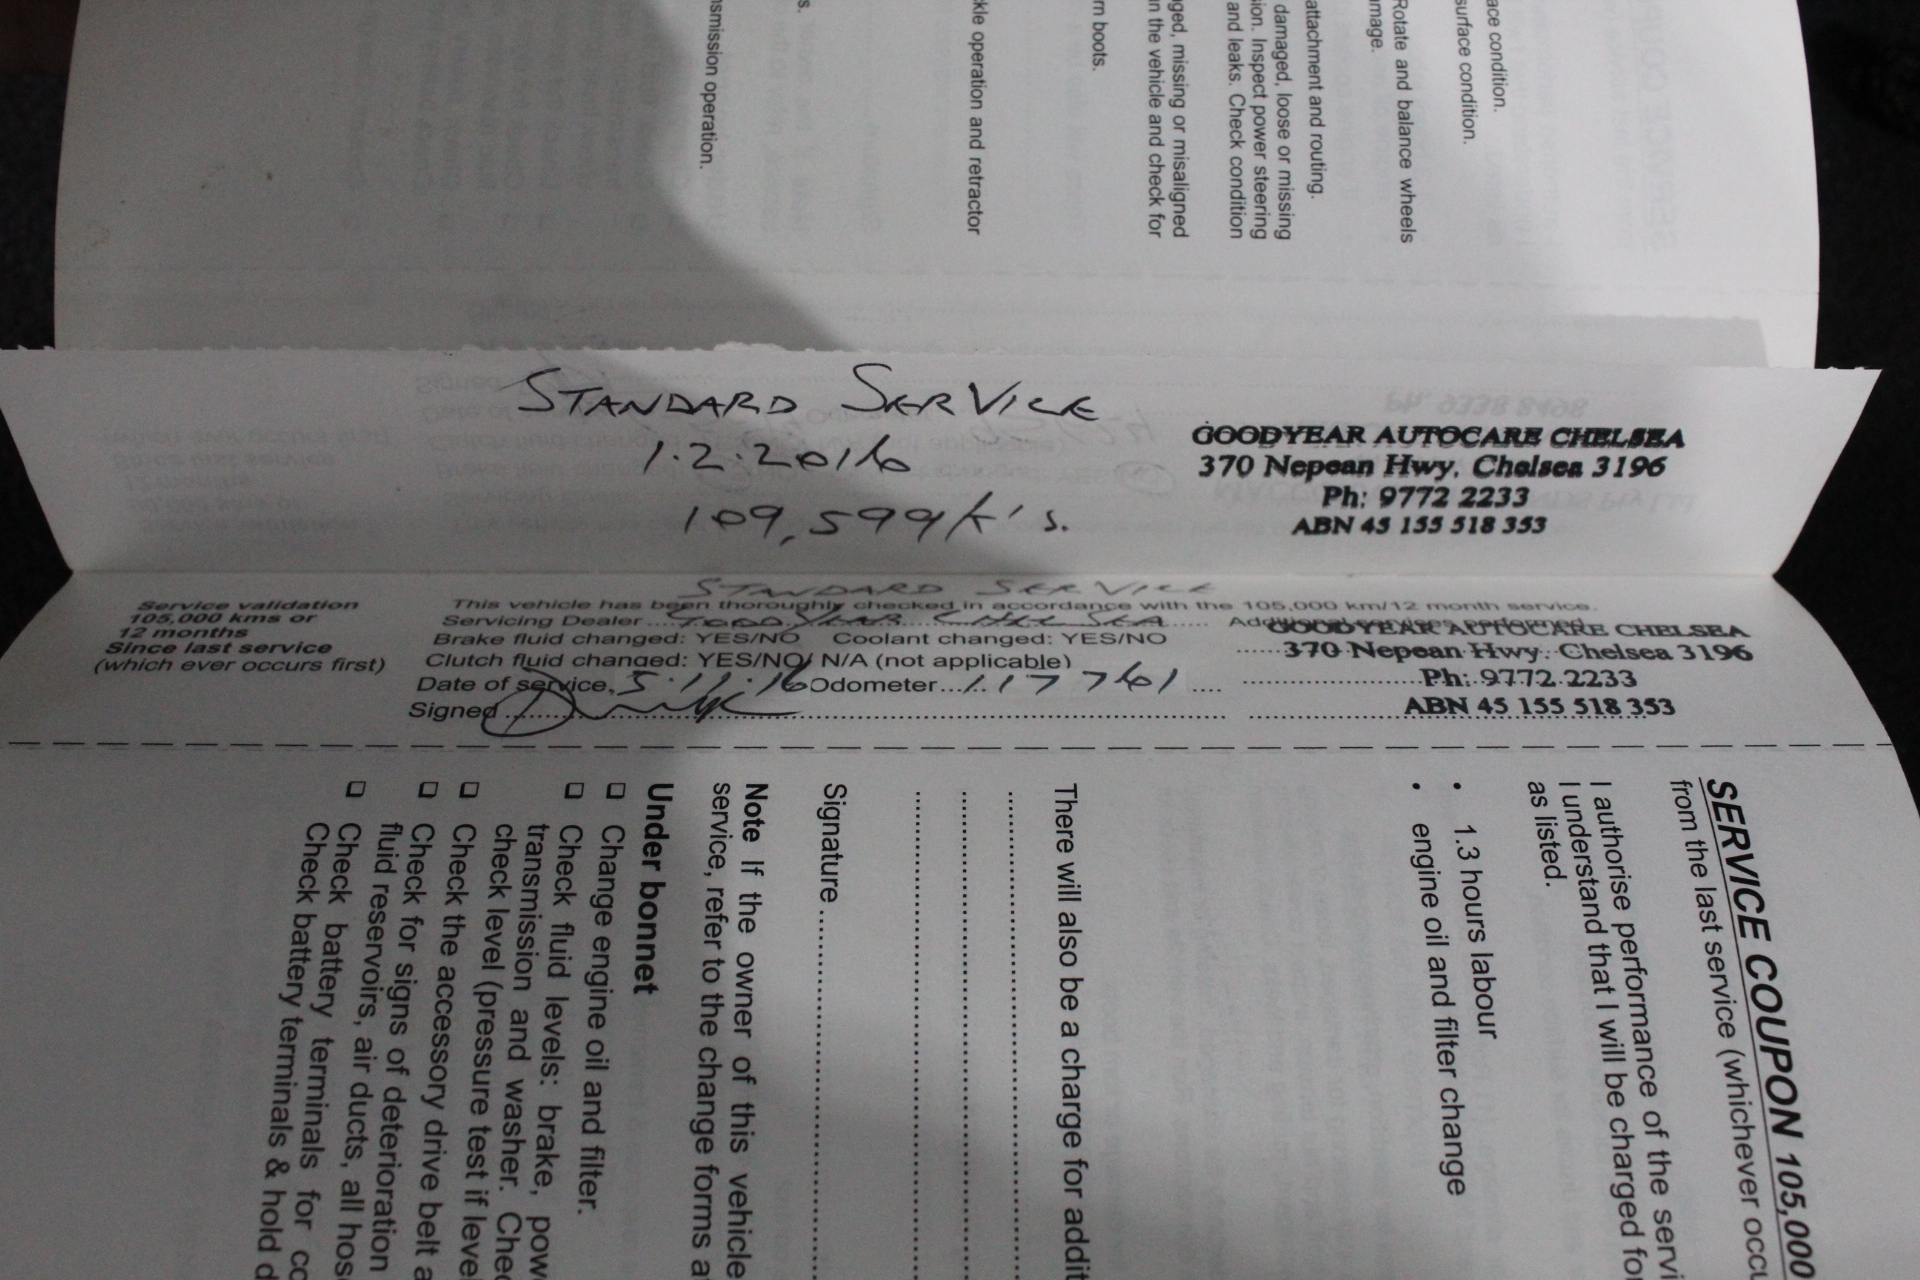 ace condition.
surface condition.
Rotate and balance wheels
amage.
attachment and routing.
damaged, loose or missing
ion. Inspect power steering
and leaks. Check condition
ged, missing or misaligned
n the vehicle and check for
rn boots.
kle operation and retractor
s.
smission operation.
STANDARD SERVICE
1.2.2016
109,599 K's.
GOODYEAR AUTOCARE CHELSEA
370 Nepean Hwy. Chelsea 3196
Ph: 9772 2233
ABN 45 155 518 353
STANDARD SERVICE
Service validation
105,000 kms or
12 months
Since last service
(which ever occurs first)
This vehicle has been thoroughly checked in accordance with the 105,000 km/12 month service.
Servicing Dealer GOODYEAR CHELSEA Additional services performed
Brake fluid changed: YES/NO Coolant changed: YES/NO
Clutch fluid changed: YES/NO/ N/A (not applicable)
Date of service 5.11.16 Odometer 117761
Signed
GOODYEAR AUTOCARE CHELSEA
370 Nepean Hwy. Chelsea 3196
Ph: 9772 2233
ABN 45 155 518 353
SERVICE COUPON 105,000
from the last service (whichever occu
I authorise performance of the servi
I understand that I will be charged for
as listed.
• 1.3 hours labour
• engine oil and filter change
There will also be a charge for addit
Signature
Note If the owner of this vehicle
service, refer to the change forms a
Under bonnet
Change engine oil and filter.
Check fluid levels: brake, pow
transmission and washer. Chec
check level (pressure test if level
Check the accessory drive belt a
Check for signs of deterioration
fluid reservoirs, air ducts, all hose
Check battery terminals for co
Check battery terminals & hold d